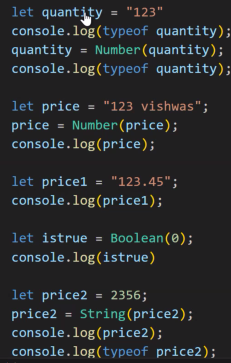 let quantity = "123"
console.log(typeof quantity);
quantity = Number(quantity);
console.log(typeof quantity);
let price = "123 vishwas";
price = Number(price);
console.log(price);
let price1 = "123.45";
console.log(price1);
let istrue = Boolean(0);
console.log(istrue)
let price2 = 2356;
price2 = String(price2);
console.log(price2);
console.log(typeof price2);